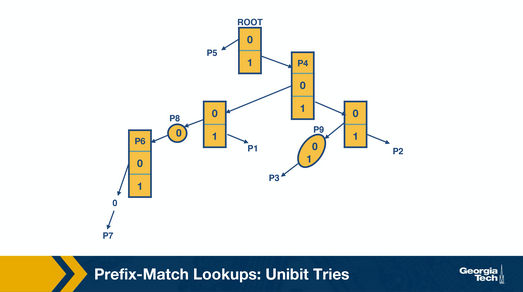 ROOT
0
P5
1
P4
0
1
P8
0
0
1
P1
P9
0
1
0
1
P2
P6
0
1
P3
0
P7
Prefix-Match Lookups: Unibit Tries
Georgia
Tech